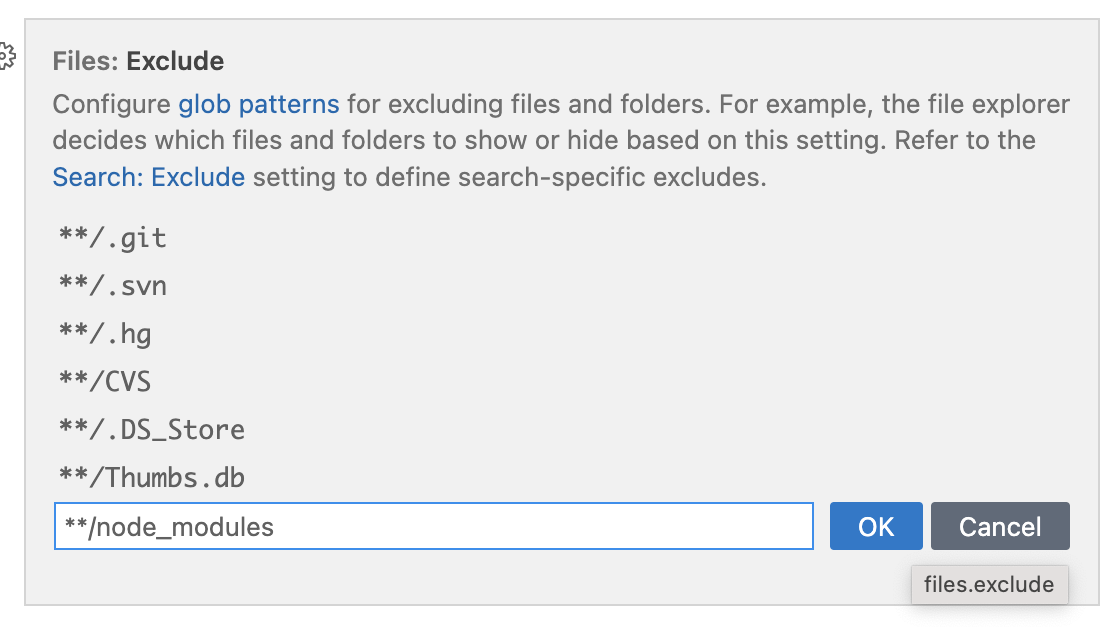 Files: Exclude
Configure glob patterns for excluding files and folders. For example, the file explorer
decides which files and folders to show or hide based on this setting. Refer to the
Search: Exclude setting to define search-specific excludes.
**/.git
**/.svn
**/.hg
**/CVS
**/.DS_Store
**/Thumbs.db
**/node_modules OK Cancel
files.exclude